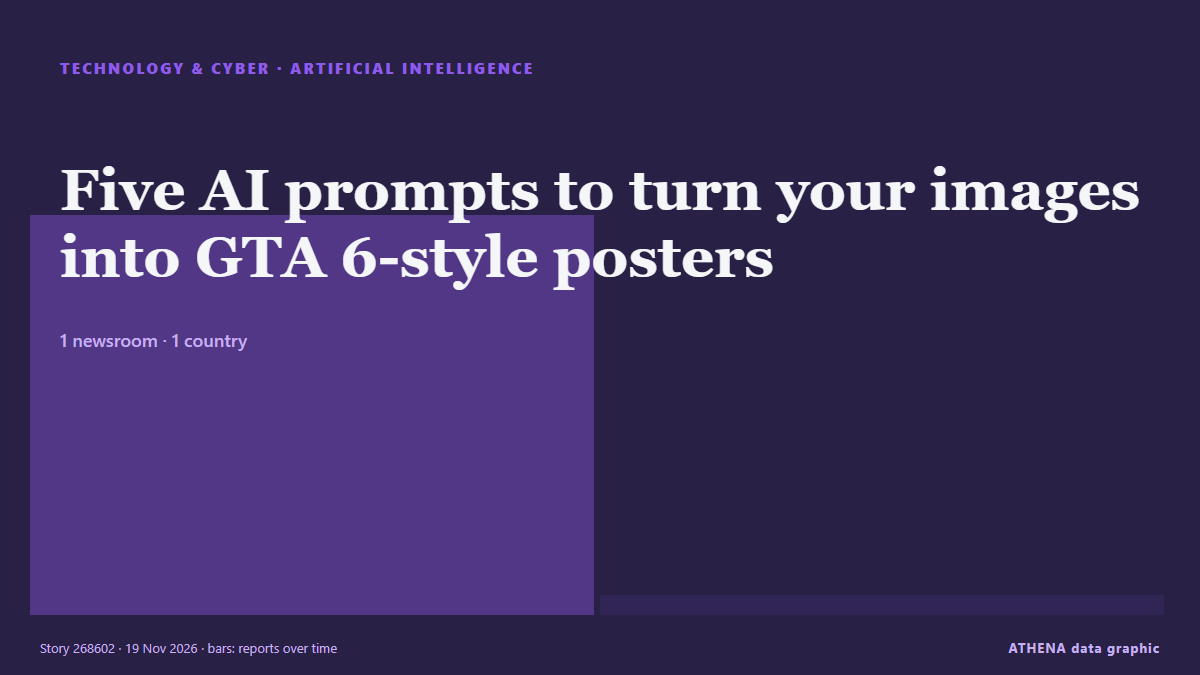 TECHNOLOGY & CYBER · ARTIFICIAL INTELLIGENCE
Five AI prompts to turn your images
into GTA 6-style posters
1 newsroom · 1 country
Story 268602 · 19 Nov 2026 · bars: reports over time
ATHENA data graphic